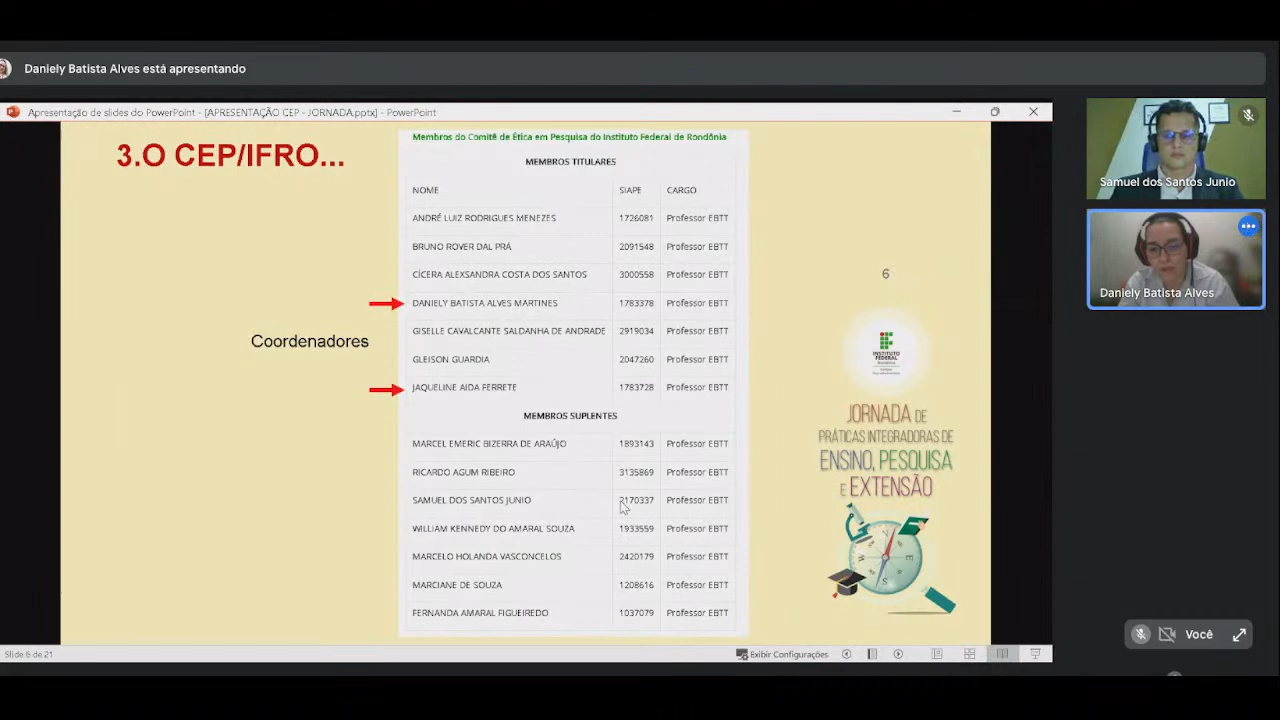 Daniely Batista Alves está apresentando
Apresentação de slides do PowerPoint - [APRESENTAÇÃO CEP - JORNADA.pptx] - PowerPoint
3.O CEP/IFRO...
Coordenadores
Membros do Comitê de Ética em Pesquisa do Instituto Federal de Rondônia
MEMBROS TITULARES
NOME SIAPE CARGO
ANDRÉ LUIZ RODRIGUES MENEZES 1726081 Professor EBTT
BRUNO ROVER DAL PRÁ 2091548 Professor EBTT
CÍCERA ALEXSANDRA COSTA DOS SANTOS 3000558 Professor EBTT
DANIELY BATISTA ALVES MARTINES 1783378 Professor EBTT
GISELLE CAVALCANTE SALDANHA DE ANDRADE 2919034 Professor EBTT
GLEISON GUARDIA 2047260 Professor EBTT
JAQUELINE AIDA FERRETE 1783728 Professor EBTT
MEMBROS SUPLENTES
MARCEL EMERIC BIZERRA DE ARAÚJO 1893143 Professor EBTT
RICARDO AGUM RIBEIRO 3135869 Professor EBTT
SAMUEL DOS SANTOS JUNIO 2170337 Professor EBTT
WILLIAM KENNEDY DO AMARAL SOUZA 1933559 Professor EBTT
MARCELO HOLANDA VASCONCELOS 2420179 Professor EBTT
MARCIANE DE SOUZA 1208616 Professor EBTT
FERNANDA AMARAL FIGUEIREDO 1037079 Professor EBTT
6
INSTITUTO
FEDERAL
JORNADA DE
PRÁTICAS INTEGRADORAS DE
ENSINO, PESQUISA
E EXTENSÃO
Samuel dos Santos Junio
Daniely Batista Alves
Você
Slide 6 de 21
Exibir Configurações